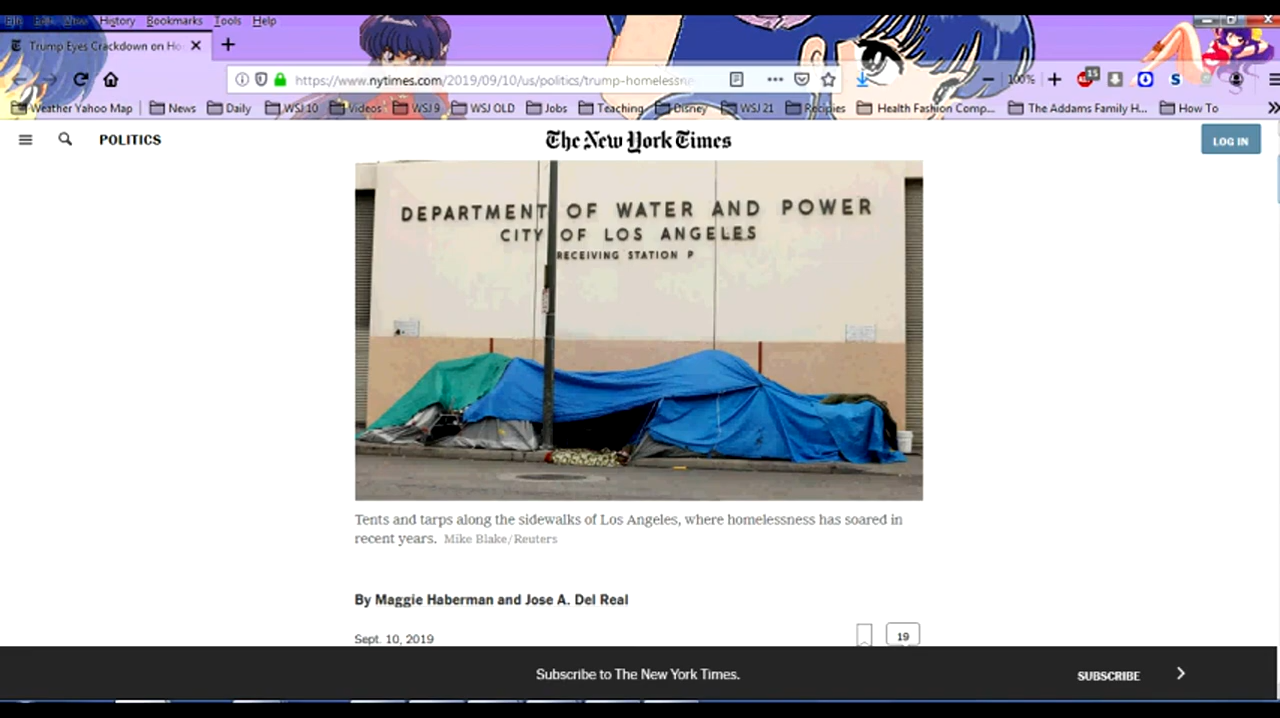 File Edit View History Bookmarks Tools Help
Trump Eyes Crackdown on Ho
https://www.nytimes.com/2019/09/10/us/politics/trump-homelessne
100%
15
S
Weather Yahoo Map News Daily WSJ 10 Videos WSJ 9 WSJ OLD Jobs Teaching Disney WSJ 21 Recipies Health Fashion Comp... The Addams Family H... How To
POLITICS
The New York Times
LOG IN
DEPARTMENT OF WATER AND POWER
CITY OF LOS ANGELES
RECEIVING STATION P
Tents and tarps along the sidewalks of Los Angeles, where homelessness has soared in
recent years. Mike Blake/Reuters
By Maggie Haberman and Jose A. Del Real
Sept. 10, 2019
19
Subscribe to The New York Times.
SUBSCRIBE